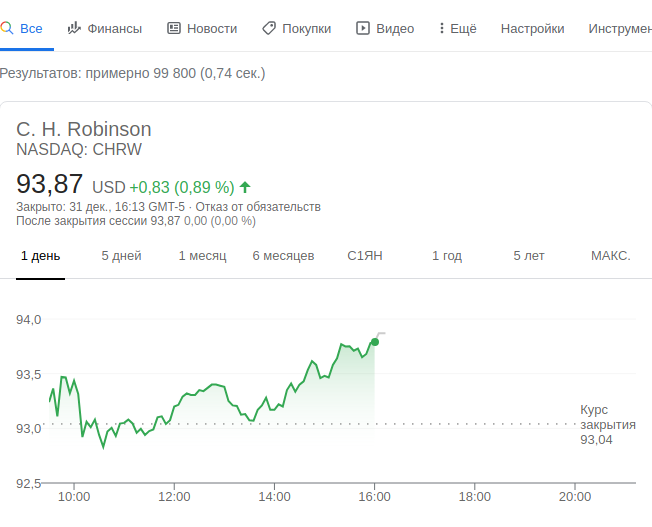 Все Финансы Новости Покупки Видео Ещё Настройки Инструмен
Результатов: примерно 99 800 (0,74 сек.)
C. H. Robinson
NASDAQ: CHRW
93,87 USD +0,83 (0,89 %)
Закрыто: 31 дек., 16:13 GMT-5 · Отказ от обязательств
После закрытия сессии 93,87 0,00 (0,00 %)
1 день 5 дней 1 месяц 6 месяцев С1ЯН 1 год 5 лет МАКС.
94,0
93,5
93,0
92,5
Курс
закрытия
93,04
10:00 12:00 14:00 16:00 18:00 20:00